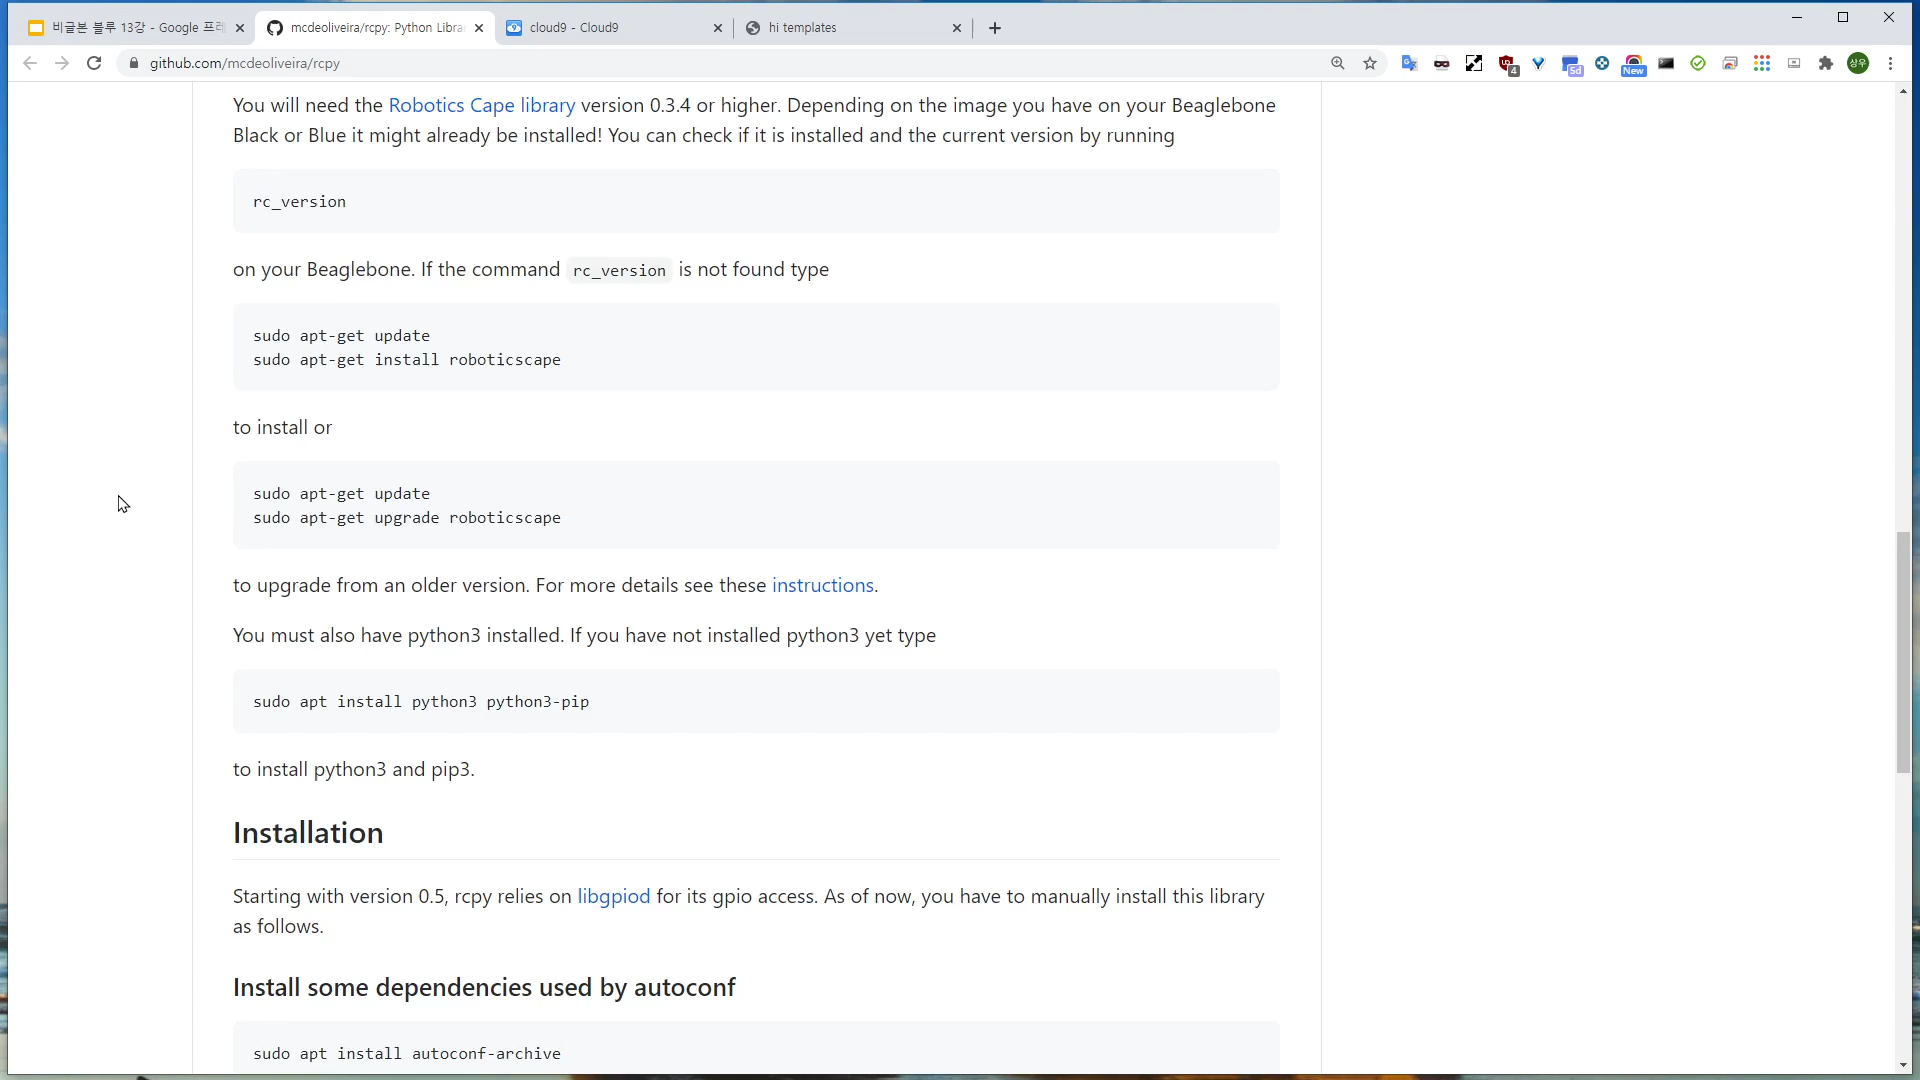 비글본 블루 13강 - Google 프레
mcdeoliveira/rcpy: Python Libra
cloud9 - Cloud9
hi templates
github.com/mcdeoliveira/rcpy
4
5d
New
상우
You will need the Robotics Cape library version 0.3.4 or higher. Depending on the image you have on your Beaglebone
Black or Blue it might already be installed! You can check if it is installed and the current version by running
rc_version
on your Beaglebone. If the command rc_version is not found type
sudo apt-get update
sudo apt-get install roboticscape
to install or
sudo apt-get update
sudo apt-get upgrade roboticscape
to upgrade from an older version. For more details see these instructions.
You must also have python3 installed. If you have not installed python3 yet type
sudo apt install python3 python3-pip
to install python3 and pip3.
Installation
Starting with version 0.5, rcpy relies on libgpiod for its gpio access. As of now, you have to manually install this library
as follows.
Install some dependencies used by autoconf
sudo apt install autoconf-archive